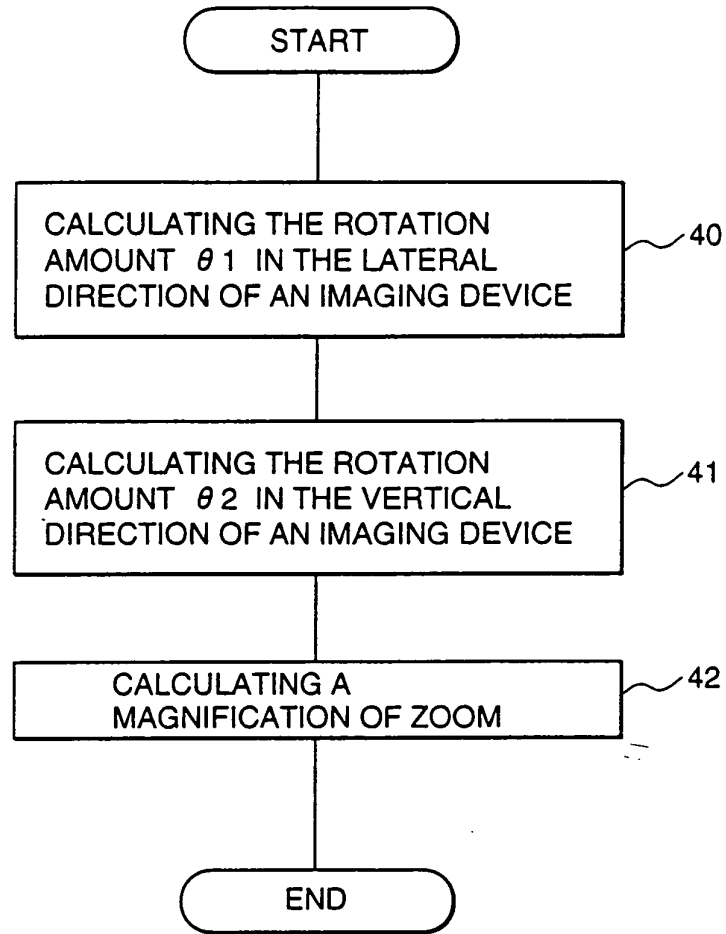 START
CALCULATING THE ROTATION
AMOUNT θ1 IN THE LATERAL
DIRECTION OF AN IMAGING DEVICE
40
CALCULATING THE ROTATION
AMOUNT θ2 IN THE VERTICAL
DIRECTION OF AN IMAGING DEVICE
41
CALCULATING A
MAGNIFICATION OF ZOOM
42
END